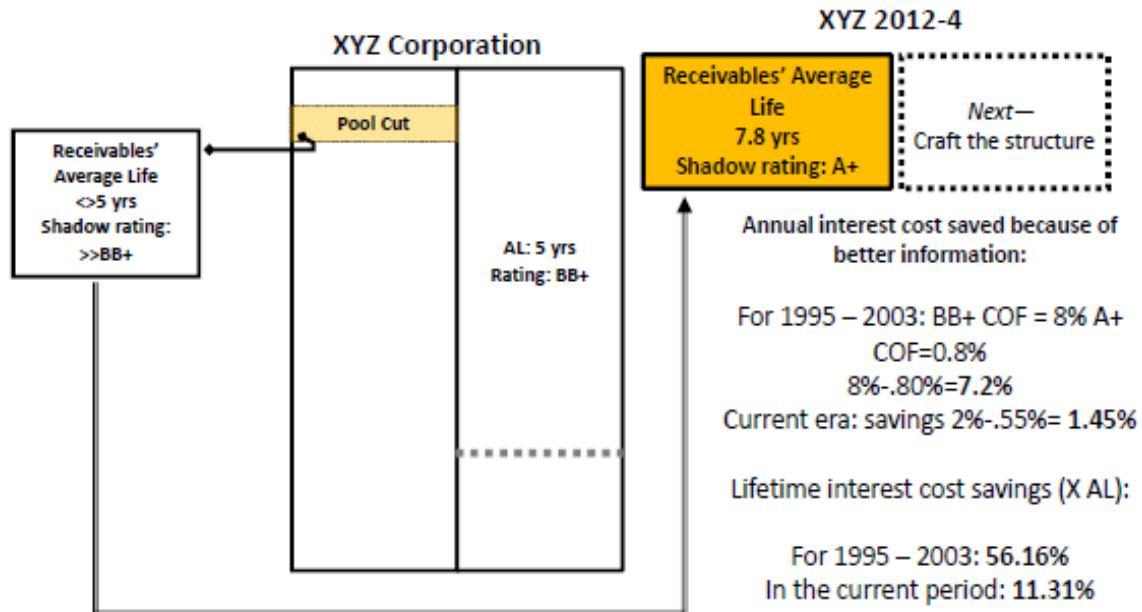 XYZ Corporation
XYZ 2012-4
Pool Cut
Receivables’
Average Life
<>5 yrs
Shadow rating:
>>BB+
AL: 5 yrs
Rating: BB+
Receivables’ Average
Life
7.8 yrs
Shadow rating: A+
Next—
Craft the structure
Annual interest cost saved because of
better information:
For 1995 – 2003: BB+ COF = 8% A+
COF=0.8%
8%-.80%=7.2%
Current era: savings 2%-.55%= 1.45%
Lifetime interest cost savings (X AL):
For 1995 – 2003: 56.16%
In the current period: 11.31%